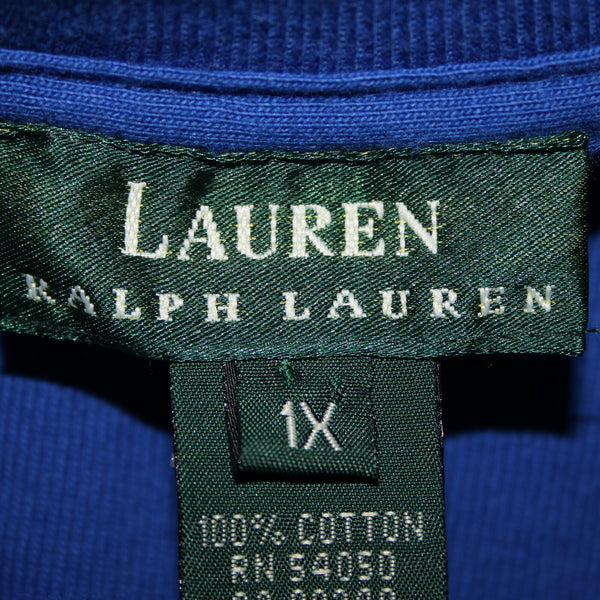 LAUREN
RALPH LAUREN
1X
100% COTTON
RN 54050